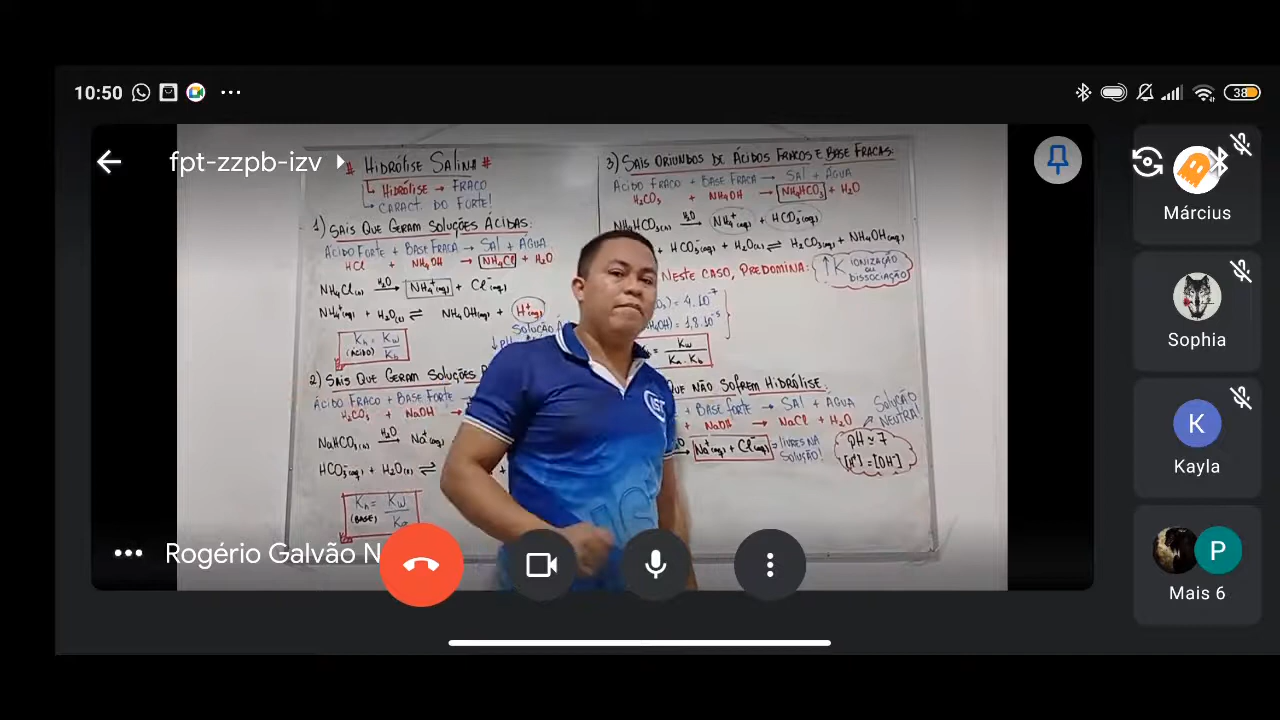 10:50
38
fpt-zzpb-izv
# HIDRÓLISE SALINA #
HIDRÓLISE → FRACO
CARACT. DO FORTE!
1) SAIS QUE GERAM SOLUÇÕES ÁCIDAS:
ÁCIDO FORTE + BASE FRACA → SAL + ÁGUA
HCl + NH4OH → NH4Cl + H2O
NH4Cl(s) H2O→ NH4+(aq) + Cl-(aq)
NH4+(aq) + H2O(l) ⇌ NH4OH(aq) + H+(aq)
SOLUÇÃO
↓ pH
Kh = Kw
(ÁCIDO) Kb
2) SAIS QUE GERAM SOLUÇÕES
ÁCIDO FRACO + BASE FORTE →
H2CO3 + NaOH →
NaHCO3(s) H2O→ Na+(aq)
HCO3-(aq) + H2O(l) ⇌
Kh = Kw
(BASE) Ka
3) SAIS ORIUNDOS DE ÁCIDOS FRACOS E BASE FRACAS:
ÁCIDO FRACO + BASE FRACA → SAL + ÁGUA
H2CO3 + NH4OH → NH4HCO3 + H2O
NH4HCO3(s) H2O→ NH4+(aq) + HCO3-(aq)
+ HCO3-(aq) + H2O(l) ⇌ H2CO3(aq) + NH4OH(aq)
NESTE CASO, PREDOMINA:
↑K IONIZAÇÃO
OU
DISSOCIAÇÃO
= 4.10-7
= 1,8.10-5
= Kw
Ka.Kb
QUE NÃO SOFREM HIDRÓLISE:
+ BASE FORTE → SAL + ÁGUA
+ NaOH → NaCl + H2O
Na+(aq) + Cl-(aq) = LIVRES NA
SOLUÇÃO!
SOLUÇÃO
NEUTRA!
pH ≃ 7
[H+] = [OH-]
IST
Rogério Galvão N
Március
Sophia
K
Kayla
P
Mais 6